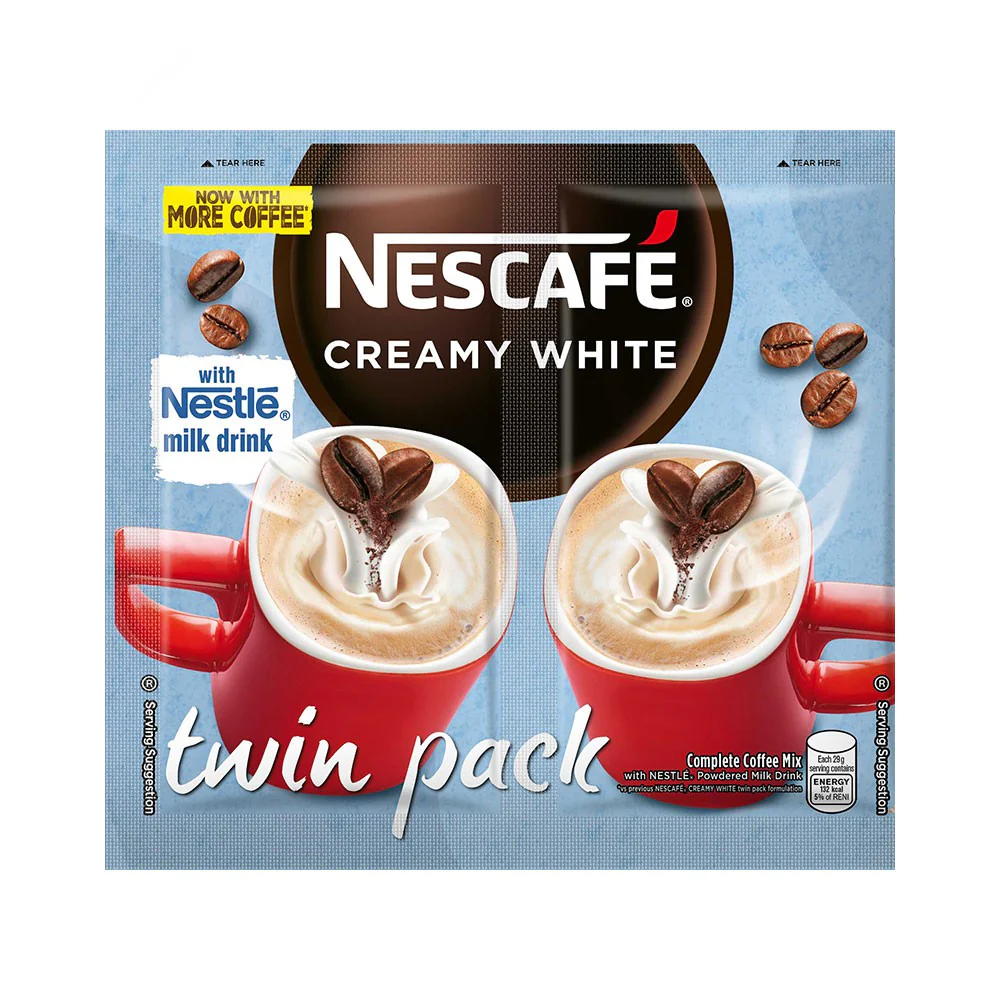 TEAR HERE
TEAR HERE
NOW WITH
MORE COFFEE*
NESCAFÉ®
CREAMY WHITE
with
Nestlé®
milk drink
twin pack
® Serving Suggestion
Complete Coffee Mix
with NESTLÉ® Powdered Milk Drink
*vs previous NESCAFÉ® CREAMY WHITE twin pack formulation
Each 29g
serving contains
ENERGY
132 kcal
5% of RENI
® Serving Suggestion